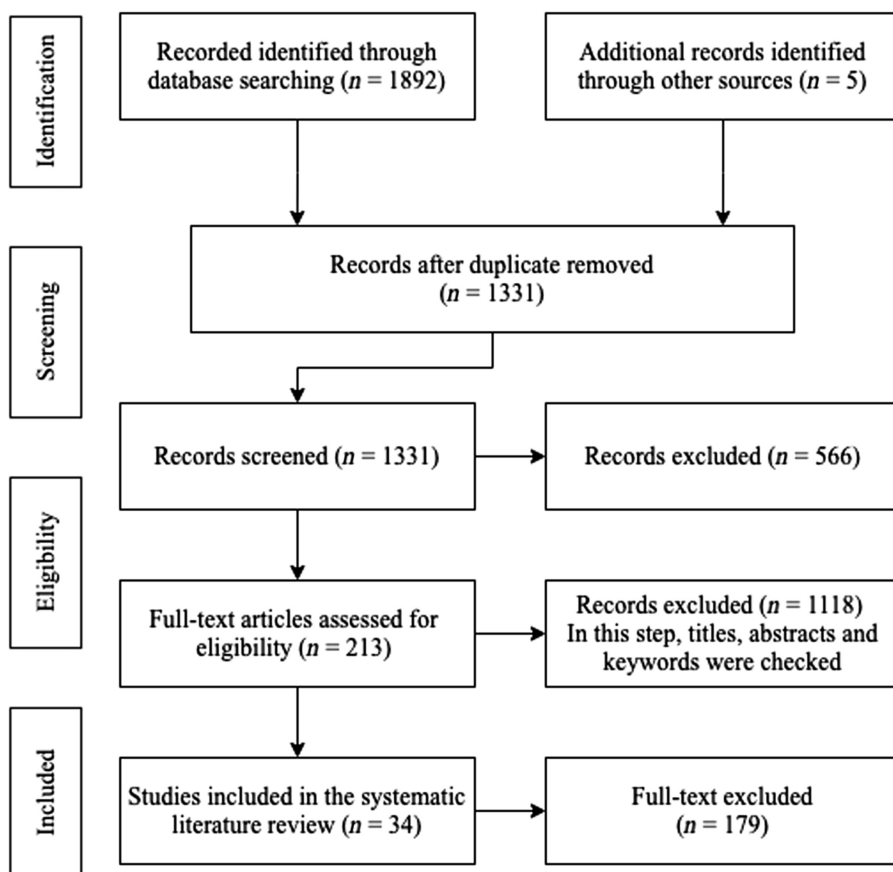 Identification
Recorded identified through
database searching (n = 1892)
Additional records identified
through other sources (n = 5)
Screening
Records after duplicate removed
(n = 1331)
Records screened (n = 1331)
Records excluded (n = 566)
Eligibility
Full-text articles assessed for
eligibility (n = 213)
Records excluded (n = 1118)
In this step, titles, abstracts and
keywords were checked
Included
Studies included in the systematic
literature review (n = 34)
Full-text excluded
(n = 179)